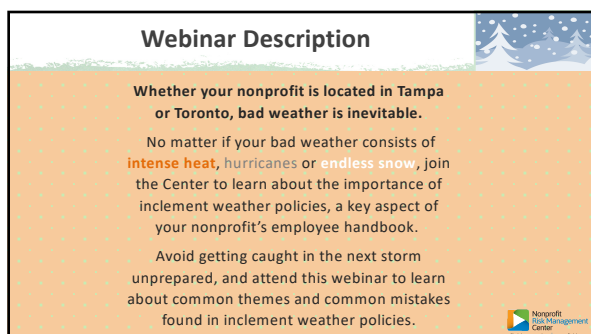 Webinar Description
Whether your nonprofit is located in Tampa
or Toronto, bad weather is inevitable.
No matter if your bad weather consists of
intense heat, hurricanes or endless snow, join
the Center to learn about the importance of
inclement weather policies, a key aspect of
your nonprofit's employee handbook.
Avoid getting caught in the next storm
unprepared, and attend this webinar to learn
about common themes and common mistakes
found in inclement weather policies.
Nonprofit
Risk Management
Center